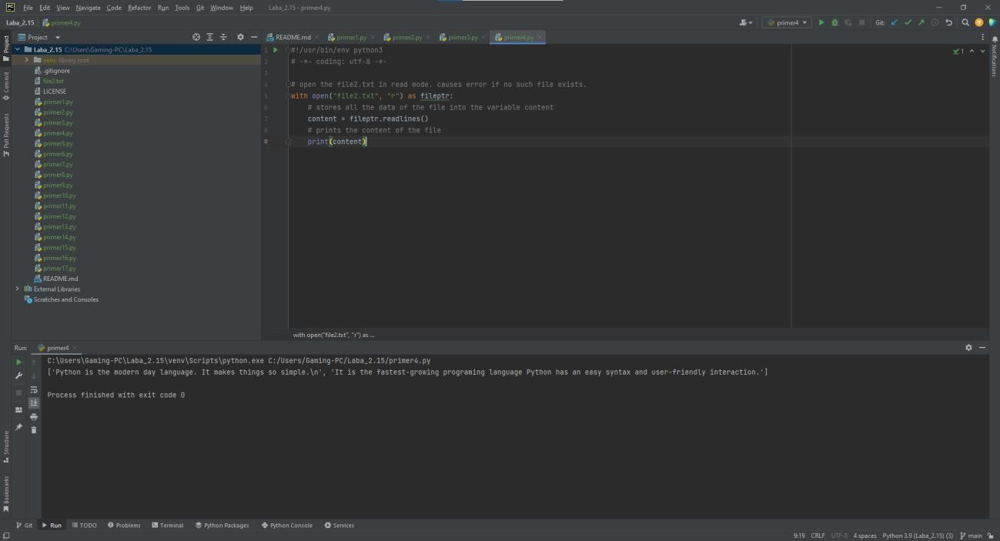 PC File Edit View Navigate Code Refactor Run Tools Git Window Help Laba_2.15 - primer4.py
Laba_2.15 primer4.py primer4 Git:
Project README.md primer1.py primer2.py primer3.py primer4.py
Laba_2.15 C:\Users\Gaming-PC\Laba_2.15
venv library root
.gitignore
file2.txt
LICENSE
primer1.py
primer2.py
primer3.py
primer4.py
primer5.py
primer6.py
primer7.py
primer8.py
primer9.py
primer10.py
primer11.py
primer12.py
primer13.py
primer14.py
primer15.py
primer16.py
primer17.py
README.md
External Libraries
Scratches and Consoles
Project
Commit
Pull Requests
Structure
Bookmarks
1 #!/usr/bin/env python3
2 # -*- coding: utf-8 -*-
3
4 # open the file2.txt in read mode. causes error if no such file exists.
5 with open("file2.txt", "r") as fileptr:
6 # stores all the data of the file into the variable content
7 content = fileptr.readlines()
8 # prints the content of the file
9 print(content)
1
Notifications
with open("file2.txt", "r") as ...
Run: primer4
C:\Users\Gaming-PC\Laba_2.15\venv\Scripts\python.exe C:/Users/Gaming-PC/Laba_2.15/primer4.py
['Python is the modern day language. It makes things so simple.\n', 'It is the fastest-growing programing language Python has an easy syntax and user-friendly interaction.']
Process finished with exit code 0
Git Run TODO Problems Terminal Python Packages Python Console Services
9:19 CRLF UTF-8 4 spaces Python 3.9 (Laba_2.15) (3) main